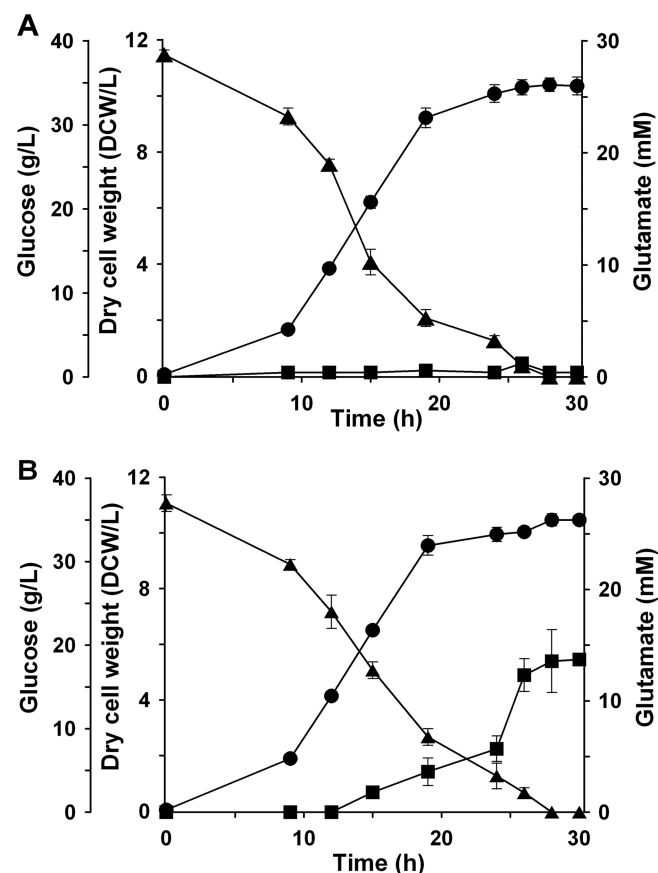 A
40 12 30
30
8 20
20
4 10
10
0 0 0
Glucose (g/L)
Dry cell weight (DCW/L)
Glutamate (mM)
0 10 20 30
Time (h)
B
40 12 30
30
8 20
20
4 10
10
0 0 0
Glucose (g/L)
Dry cell weight (DCW/L)
Glutamate (mM)
0 10 20 30
Time (h)